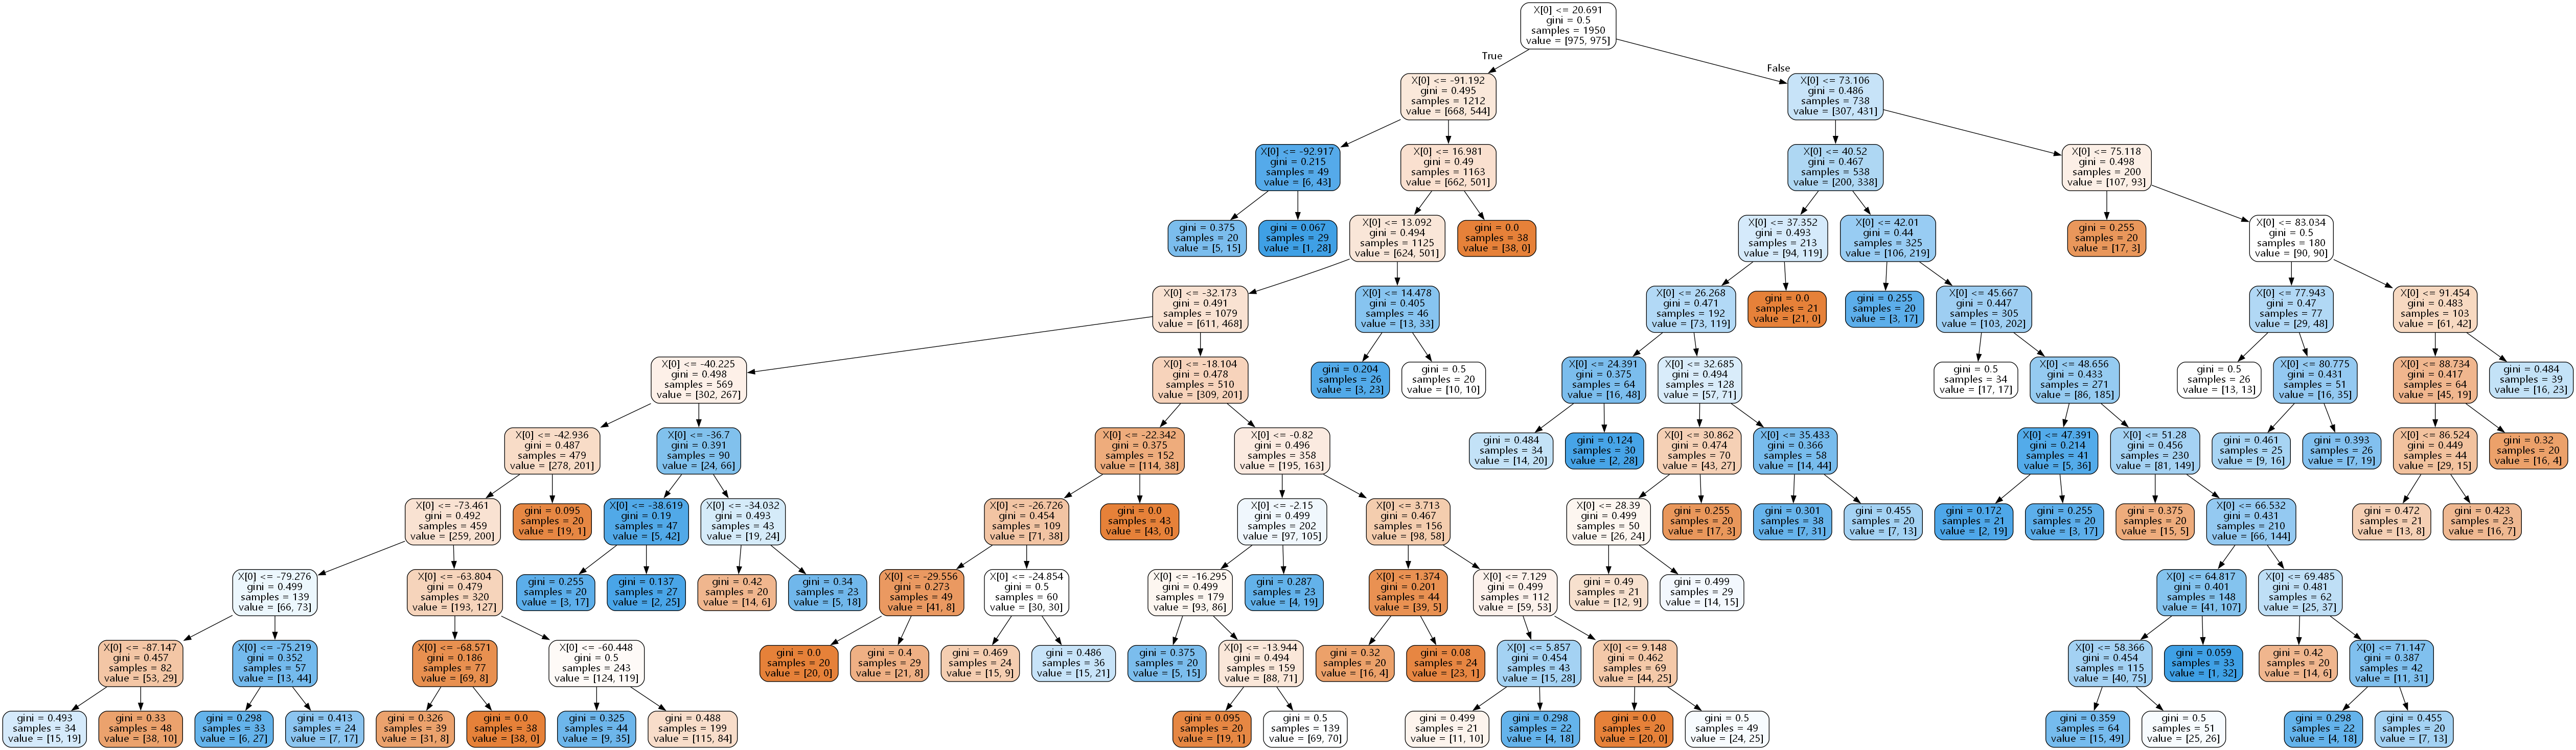 X[0] <= 20.691
gini = 0.5
samples = 1950
value = [975, 975]
True
False
X[0] <= -91.192
gini = 0.495
samples = 1212
value = [668, 544]
X[0] <= 73.106
gini = 0.486
samples = 738
value = [307, 431]
X[0] <= -92.917
gini = 0.215
samples = 49
value = [6, 43]
X[0] <= 16.981
gini = 0.49
samples = 1163
value = [662, 501]
X[0] <= 40.52
gini = 0.467
samples = 538
value = [200, 338]
X[0] <= 75.118
gini = 0.498
samples = 200
value = [107, 93]
gini = 0.375
samples = 20
value = [5, 15]
gini = 0.067
samples = 29
value = [1, 28]
X[0] <= 13.092
gini = 0.494
samples = 1125
value = [624, 501]
gini = 0.0
samples = 38
value = [38, 0]
X[0] <= 37.352
gini = 0.493
samples = 213
value = [94, 119]
X[0] <= 42.01
gini = 0.44
samples = 325
value = [106, 219]
gini = 0.255
samples = 20
value = [17, 3]
X[0] <= 83.034
gini = 0.5
samples = 180
value = [90, 90]
X[0] <= -32.173
gini = 0.491
samples = 1079
value = [611, 468]
X[0] <= 14.478
gini = 0.405
samples = 46
value = [13, 33]
X[0] <= 26.268
gini = 0.471
samples = 192
value = [73, 119]
gini = 0.0
samples = 21
value = [21, 0]
gini = 0.255
samples = 20
value = [3, 17]
X[0] <= 45.667
gini = 0.447
samples = 305
value = [103, 202]
X[0] <= 77.943
gini = 0.47
samples = 77
value = [29, 48]
X[0] <= 91.454
gini = 0.483
samples = 103
value = [61, 42]
X[0] <= -40.225
gini = 0.498
samples = 569
value = [302, 267]
X[0] <= -18.104
gini = 0.478
samples = 510
value = [309, 201]
gini = 0.204
samples = 26
value = [3, 23]
gini = 0.5
samples = 20
value = [10, 10]
X[0] <= 24.391
gini = 0.375
samples = 64
value = [16, 48]
X[0] <= 32.685
gini = 0.494
samples = 128
value = [57, 71]
gini = 0.5
samples = 34
value = [17, 17]
X[0] <= 48.656
gini = 0.433
samples = 271
value = [86, 185]
gini = 0.5
samples = 26
value = [13, 13]
X[0] <= 80.775
gini = 0.431
samples = 51
value = [16, 35]
X[0] <= 88.734
gini = 0.417
samples = 64
value = [45, 19]
gini = 0.484
samples = 39
value = [16, 23]
X[0] <= -42.936
gini = 0.487
samples = 479
value = [278, 201]
X[0] <= -36.7
gini = 0.391
samples = 90
value = [24, 66]
X[0] <= -22.342
gini = 0.375
samples = 152
value = [114, 38]
X[0] <= -0.82
gini = 0.496
samples = 358
value = [195, 163]
gini = 0.484
samples = 34
value = [14, 20]
gini = 0.124
samples = 30
value = [2, 28]
X[0] <= 30.862
gini = 0.474
samples = 70
value = [43, 27]
X[0] <= 35.433
gini = 0.366
samples = 58
value = [14, 44]
X[0] <= 47.391
gini = 0.214
samples = 41
value = [5, 36]
X[0] <= 51.28
gini = 0.456
samples = 230
value = [81, 149]
gini = 0.461
samples = 25
value = [9, 16]
gini = 0.393
samples = 26
value = [7, 19]
X[0] <= 86.524
gini = 0.449
samples = 44
value = [29, 15]
gini = 0.32
samples = 20
value = [16, 4]
X[0] <= -73.461
gini = 0.492
samples = 459
value = [259, 200]
gini = 0.095
samples = 20
value = [19, 1]
X[0] <= -38.619
gini = 0.19
samples = 47
value = [5, 42]
X[0] <= -34.032
gini = 0.493
samples = 43
value = [19, 24]
X[0] <= -26.726
gini = 0.454
samples = 109
value = [71, 38]
gini = 0.0
samples = 43
value = [43, 0]
X[0] <= -2.15
gini = 0.499
samples = 202
value = [97, 105]
X[0] <= 3.713
gini = 0.467
samples = 156
value = [98, 58]
X[0] <= 28.39
gini = 0.499
samples = 50
value = [26, 24]
gini = 0.255
samples = 20
value = [17, 3]
gini = 0.301
samples = 38
value = [7, 31]
gini = 0.455
samples = 20
value = [7, 13]
gini = 0.172
samples = 21
value = [2, 19]
gini = 0.255
samples = 20
value = [3, 17]
gini = 0.375
samples = 20
value = [15, 5]
X[0] <= 66.532
gini = 0.431
samples = 210
value = [66, 144]
gini = 0.472
samples = 21
value = [13, 8]
gini = 0.423
samples = 23
value = [16, 7]
X[0] <= -79.276
gini = 0.499
samples = 139
value = [66, 73]
X[0] <= -63.804
gini = 0.479
samples = 320
value = [193, 127]
gini = 0.255
samples = 20
value = [3, 17]
gini = 0.137
samples = 27
value = [2, 25]
gini = 0.42
samples = 20
value = [14, 6]
gini = 0.34
samples = 23
value = [5, 18]
X[0] <= -29.556
gini = 0.273
samples = 49
value = [41, 8]
X[0] <= -24.854
gini = 0.5
samples = 60
value = [30, 30]
X[0] <= -16.295
gini = 0.499
samples = 179
value = [93, 86]
gini = 0.287
samples = 23
value = [4, 19]
X[0] <= 1.374
gini = 0.201
samples = 44
value = [39, 5]
X[0] <= 7.129
gini = 0.499
samples = 112
value = [59, 53]
gini = 0.49
samples = 21
value = [12, 9]
gini = 0.499
samples = 29
value = [14, 15]
X[0] <= 64.817
gini = 0.401
samples = 148
value = [41, 107]
X[0] <= 69.485
gini = 0.481
samples = 62
value = [25, 37]
X[0] <= -87.147
gini = 0.457
samples = 82
value = [53, 29]
X[0] <= -75.219
gini = 0.352
samples = 57
value = [13, 44]
X[0] <= -68.571
gini = 0.186
samples = 77
value = [69, 8]
X[0] <= -60.448
gini = 0.5
samples = 243
value = [124, 119]
gini = 0.0
samples = 20
value = [20, 0]
gini = 0.4
samples = 29
value = [21, 8]
gini = 0.469
samples = 24
value = [15, 9]
gini = 0.486
samples = 36
value = [15, 21]
gini = 0.375
samples = 20
value = [5, 15]
X[0] <= -13.944
gini = 0.494
samples = 159
value = [88, 71]
gini = 0.32
samples = 20
value = [16, 4]
gini = 0.08
samples = 24
value = [23, 1]
X[0] <= 5.857
gini = 0.454
samples = 43
value = [15, 28]
X[0] <= 9.148
gini = 0.462
samples = 69
value = [44, 25]
X[0] <= 58.366
gini = 0.454
samples = 115
value = [40, 75]
gini = 0.059
samples = 33
value = [1, 32]
gini = 0.42
samples = 20
value = [14, 6]
X[0] <= 71.147
gini = 0.387
samples = 42
value = [11, 31]
gini = 0.493
samples = 34
value = [15, 19]
gini = 0.33
samples = 48
value = [38, 10]
gini = 0.298
samples = 33
value = [6, 27]
gini = 0.413
samples = 24
value = [7, 17]
gini = 0.326
samples = 39
value = [31, 8]
gini = 0.0
samples = 38
value = [38, 0]
gini = 0.325
samples = 44
value = [9, 35]
gini = 0.488
samples = 199
value = [115, 84]
gini = 0.095
samples = 20
value = [19, 1]
gini = 0.5
samples = 139
value = [69, 70]
gini = 0.499
samples = 21
value = [11, 10]
gini = 0.298
samples = 22
value = [4, 18]
gini = 0.0
samples = 20
value = [20, 0]
gini = 0.5
samples = 49
value = [24, 25]
gini = 0.359
samples = 64
value = [15, 49]
gini = 0.5
samples = 51
value = [25, 26]
gini = 0.298
samples = 22
value = [4, 18]
gini = 0.455
samples = 20
value = [7, 13]